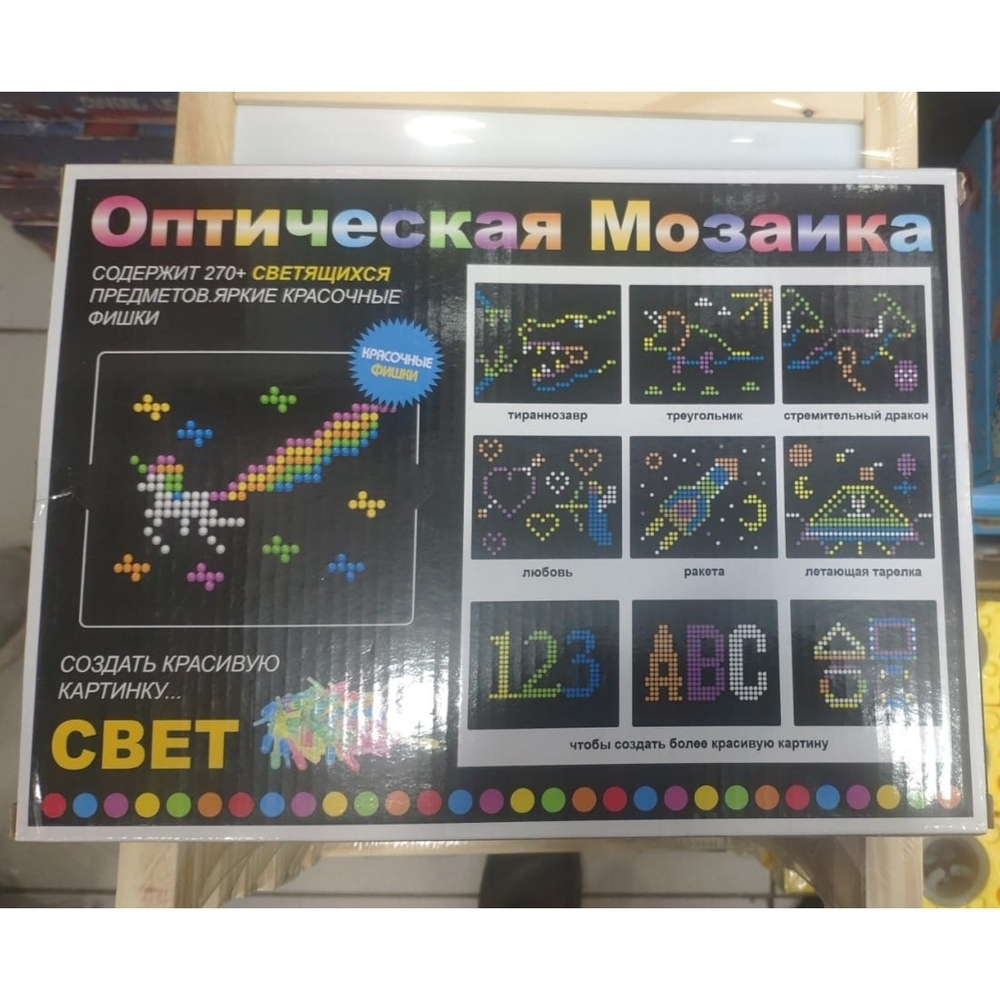 Оптическая Мозаика
СОДЕРЖИТ 270+ СВЕТЯЩИХСЯ
ПРЕДМЕТОВ.ЯРКИЕ КРАСОЧНЫЕ
ФИШКИ
КРАСОЧНЫЕ
ФИШКИ
тираннозавр
треугольник
стремительный дракон
любовь
ракета
летающая тарелка
123
ABC
чтобы создать более красивую картину
СОЗДАТЬ КРАСИВУЮ
КАРТИНКУ...
СВЕТ